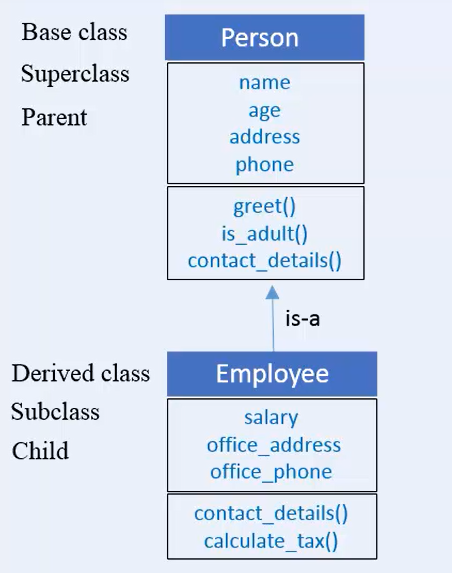 Base class
Person
Superclass
name
Parent
age
address
phone
greet()
is_adult()
contact_details()
is-a
Derived class
Employee
Subclass
salary
Child
office_address
office_phone
contact_details()
calculate_tax()